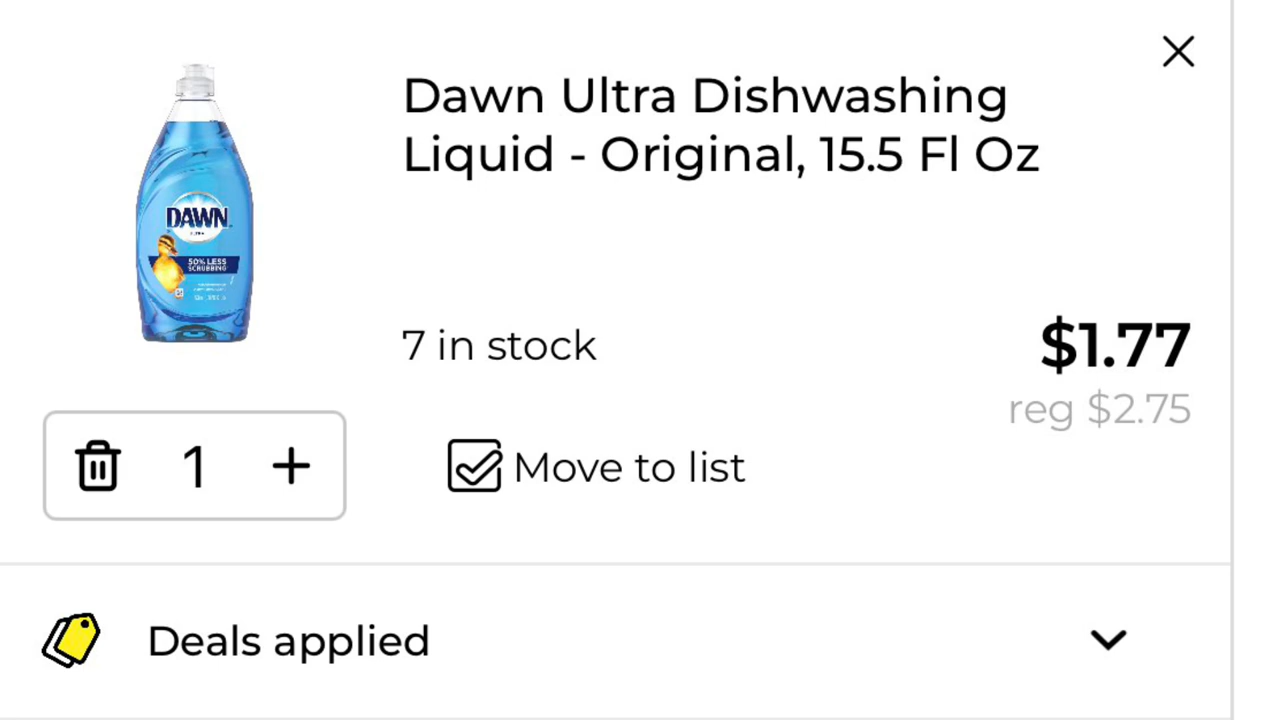 Dawn Ultra Dishwashing
Liquid - Original, 15.5 Fl Oz
DAWN
ULTRA
50% LESS
SCRUBBING
7 in stock
$1.77
reg $2.75
1
Move to list
Deals applied